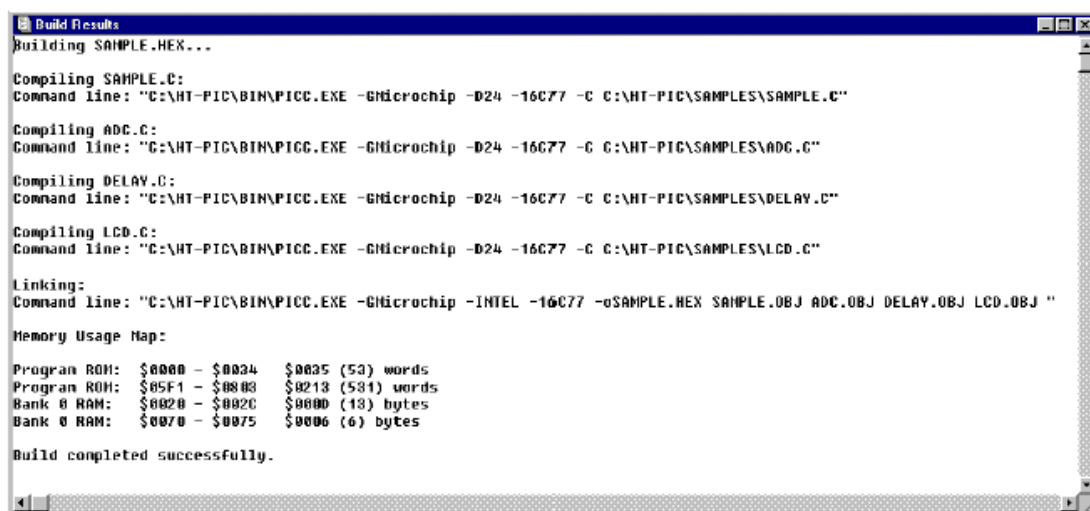 Build Results
Building SAMPLE.HEX...
Compiling SAMPLE.C:
Command line: "C:\HT-PIC\BIN\PICC.EXE -GMicrochip -D24 -16C77 -C C:\HT-PIC\SAMPLES\SAMPLE.C"
Compiling ADC.C:
Command line: "C:\HT-PIC\BIN\PICC.EXE -GMicrochip -D24 -16C77 -C C:\HT-PIC\SAMPLES\ADC.C"
Compiling DELAY.C:
Command line: "C:\HT-PIC\BIN\PICC.EXE -GMicrochip -D24 -16C77 -C C:\HT-PIC\SAMPLES\DELAY.C"
Compiling LCD.C:
Command line: "C:\HT-PIC\BIN\PICC.EXE -GMicrochip -D24 -16C77 -C C:\HT-PIC\SAMPLES\LCD.C"
Linking:
Command line: "C:\HT-PIC\BIN\PICC.EXE -GMicrochip -INTEL -16C77 -oSAMPLE.HEX SAMPLE.OBJ ADC.OBJ DELAY.OBJ LCD.OBJ "
Memory Usage Map:
Program ROM: $0000 - $0034 $0035 (53) words
Program ROM: $05F1 - $0803 $0213 (531) words
Bank 0 RAM: $0020 - $002C $000D (13) bytes
Bank 0 RAM: $0070 - $0075 $0006 (6) bytes
Build completed successfully.